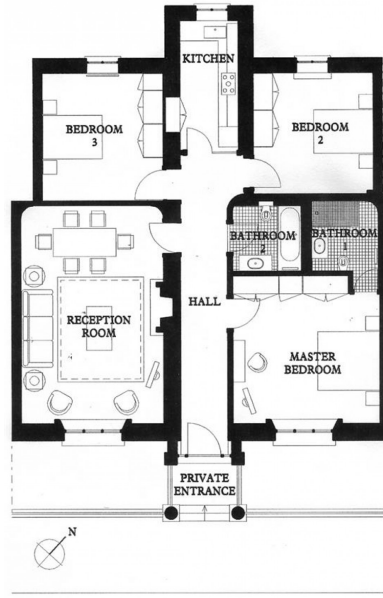 KITCHEN
BEDROOM
3
BEDROOM
2
BATHROOM
2
BATHROOM
1
HALL
RECEPTION
ROOM
MASTER
BEDROOM
PRIVATE
ENTRANCE
N